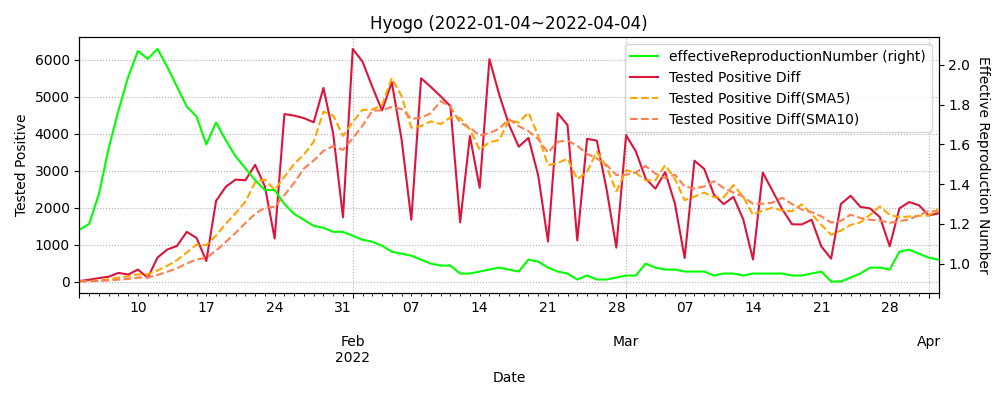 Hyogo (2022-01-04~2022-04-04)
effectiveReproductionNumber (right)
Tested Positive Diff
Tested Positive Diff(SMA5)
Tested Positive Diff(SMA10)
Tested Positive
6000
5000
4000
3000
2000
1000
0
Effective Reproduction Number
2.0
1.8
1.6
1.4
1.2
1.0
10 17 24 31 07 14 21 28 07 14 21 28
Feb Mar Apr
2022
Date